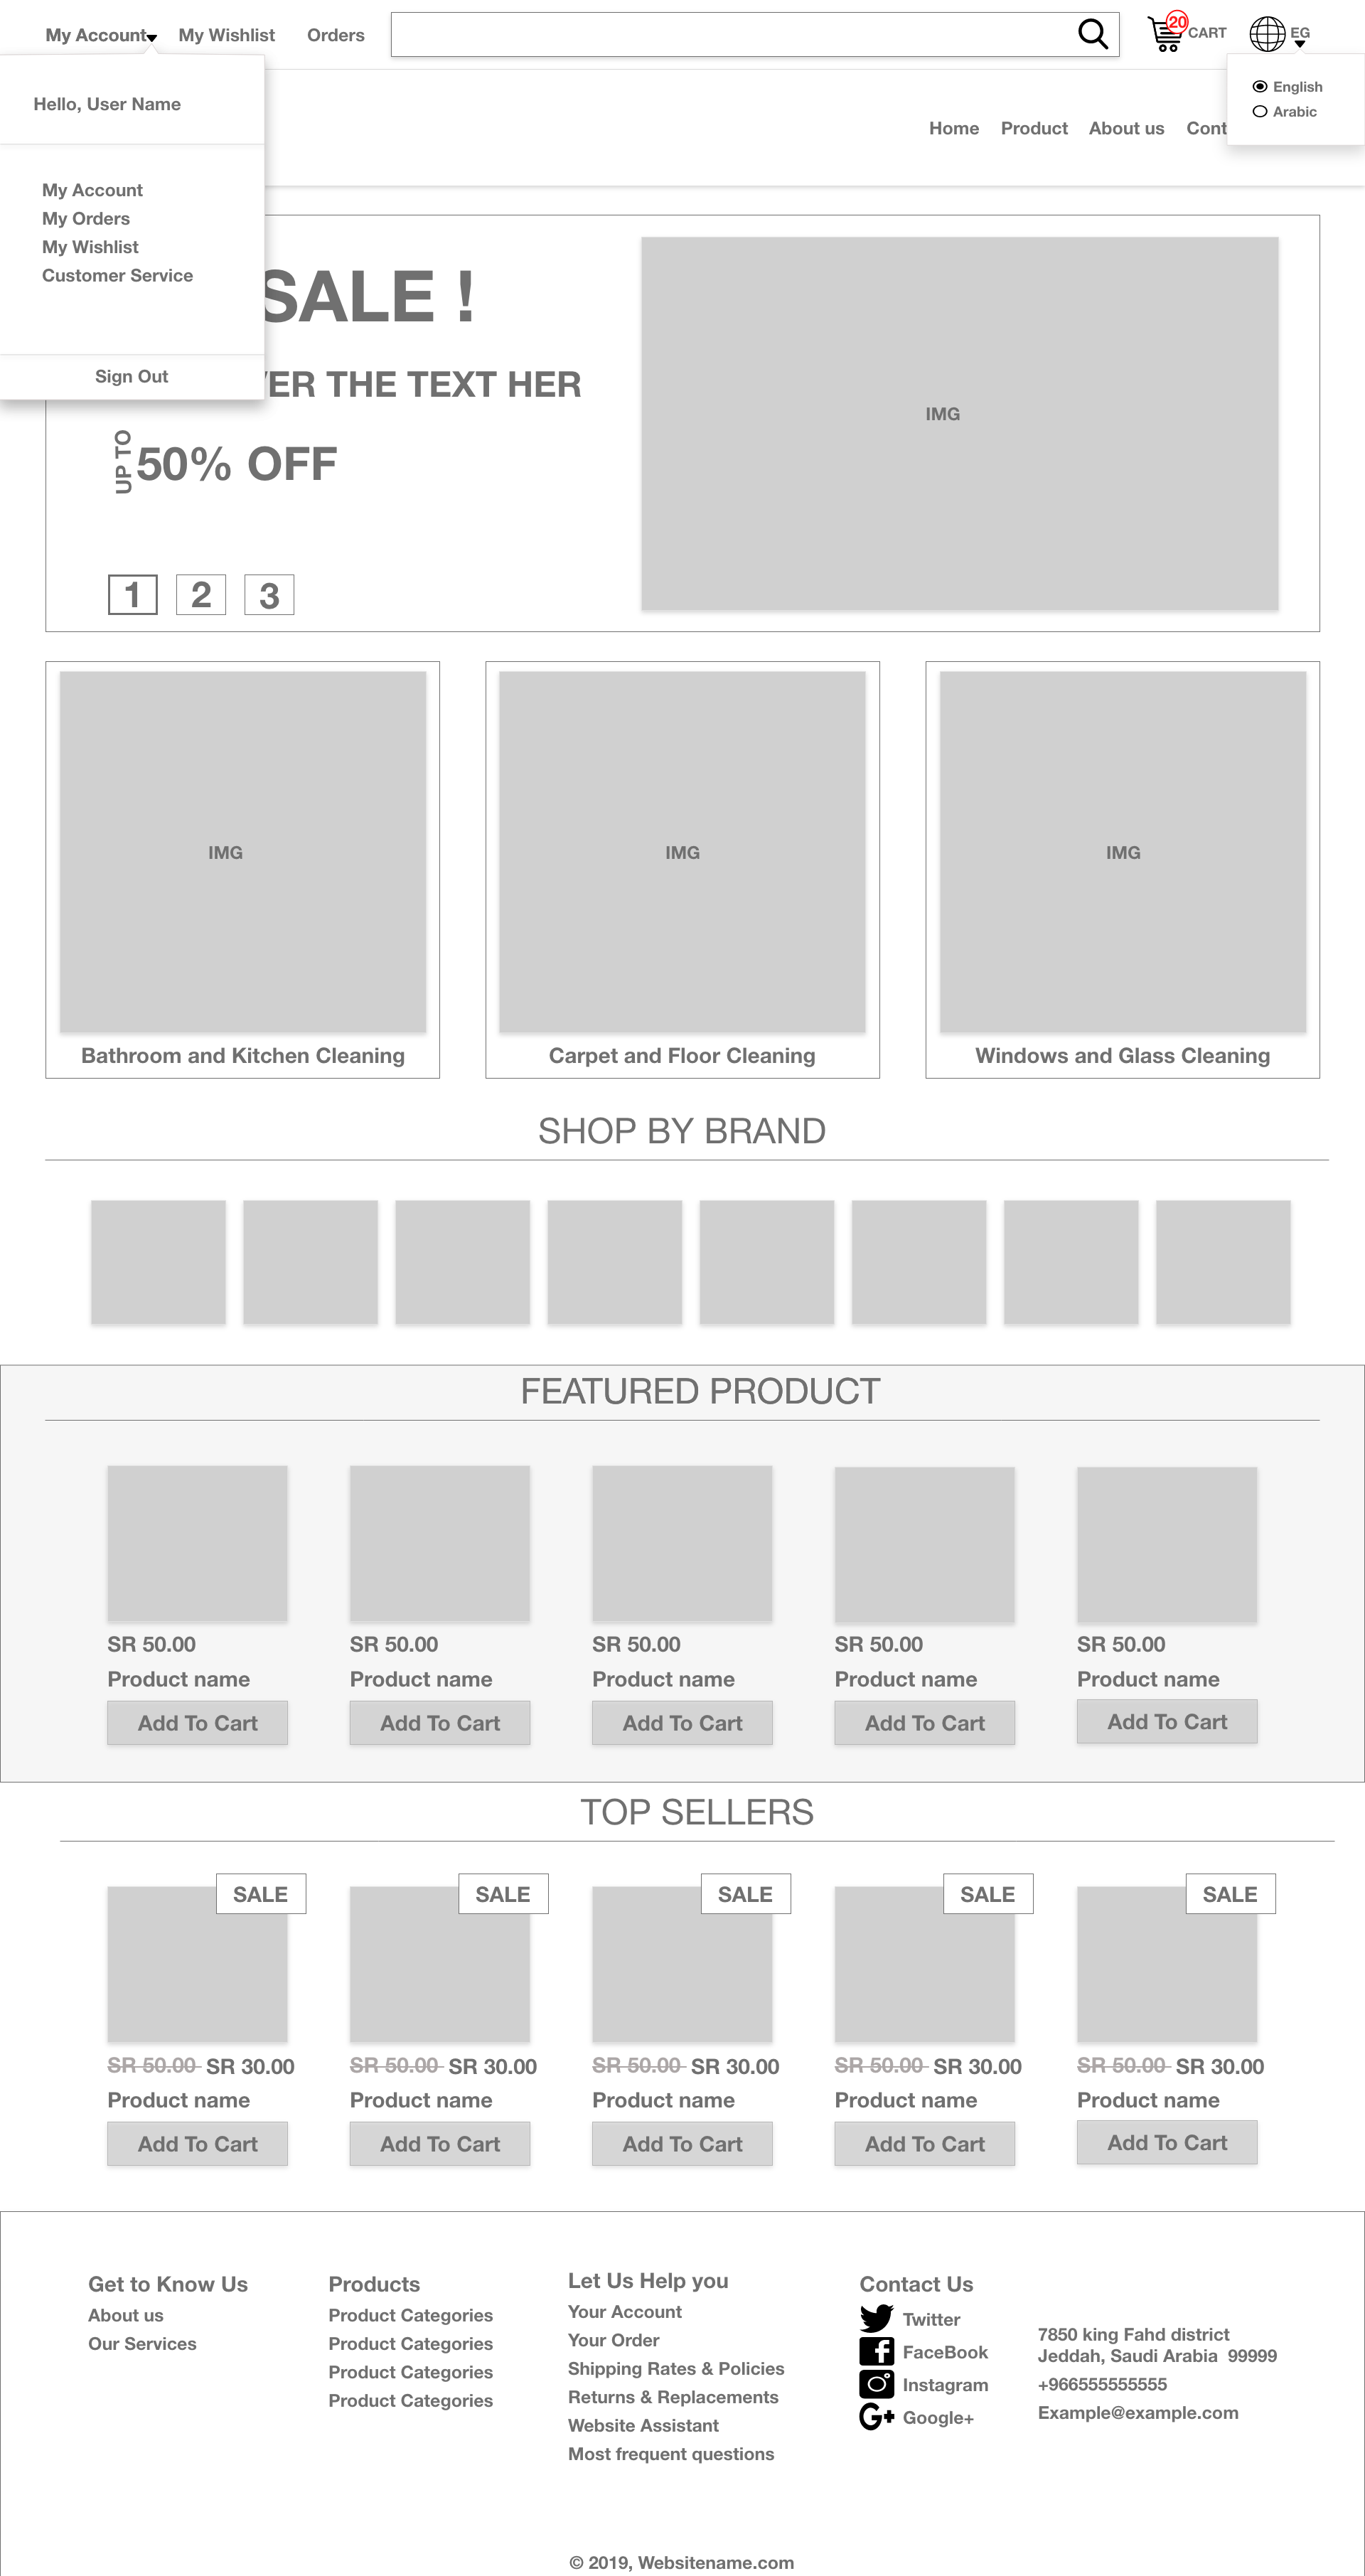 My Account My Wishlist Orders 20 CART EG
Hello, User Name
English
Arabic
Home Product About us Cont
My Account
My Orders
My Wishlist
Customer Service
Sign Out
SALE !
VER THE TEXT HER
UP TO
50% OFF
IMG
1 2 3
IMG IMG IMG
Bathroom and Kitchen Cleaning Carpet and Floor Cleaning Windows and Glass Cleaning
SHOP BY BRAND
FEATURED PRODUCT
SR 50.00 SR 50.00 SR 50.00 SR 50.00 SR 50.00
Product name Product name Product name Product name Product name
Add To Cart Add To Cart Add To Cart Add To Cart Add To Cart
TOP SELLERS
SALE SALE SALE SALE SALE
SR 50.00 SR 30.00 SR 50.00 SR 30.00 SR 50.00 SR 30.00 SR 50.00 SR 30.00 SR 50.00 SR 30.00
Product name Product name Product name Product name Product name
Add To Cart Add To Cart Add To Cart Add To Cart Add To Cart
Get to Know Us
About us
Our Services
Products
Product Categories
Product Categories
Product Categories
Product Categories
Let Us Help you
Your Account
Your Order
Shipping Rates & Policies
Returns & Replacements
Website Assistant
Most frequent questions
Contact Us
Twitter
FaceBook
Instagram
Google+
7850 king Fahd district
Jeddah, Saudi Arabia 99999
+966555555555
Example@example.com
© 2019, Websitename.com